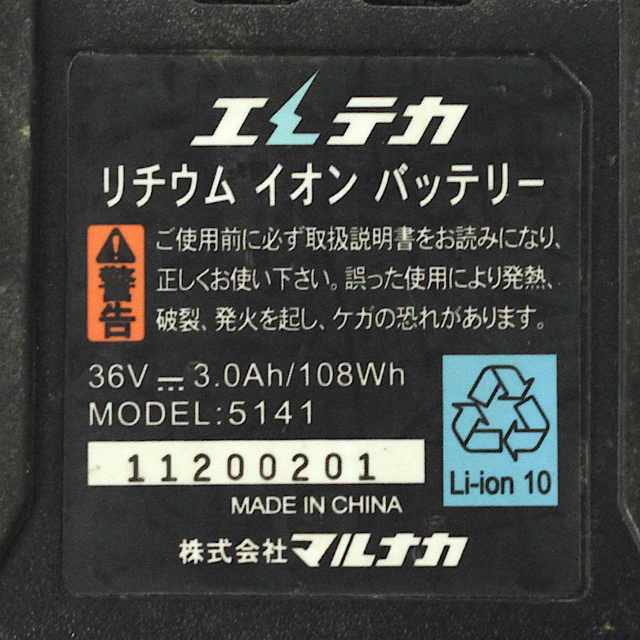 エレテカ
リチウム イオン バッテリー
警告
ご使用前に必ず取扱説明書をお読みになり、
正しくお使い下さい。誤った使用により発熱、
破裂、発火を起し、ケガの恐れがあります。
36V ⎓ 3.0Ah/108Wh
MODEL:5141
11200201
Li-ion 10
MADE IN CHINA
株式会社マルナカ